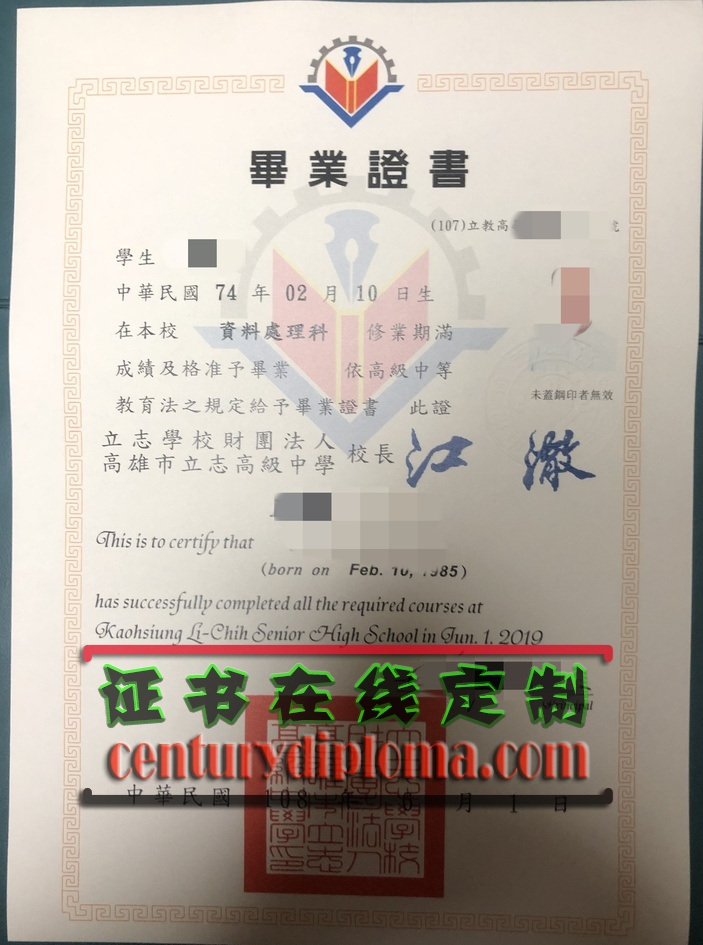 畢業證書
(107)立教高
學生
中華民國 74 年 02 月 10 日生
在本校 資料處理科 修業期滿
成績及格准予畢業 依高級中等
教育法之規定給予畢業證書 此證
未蓋鋼印者無效
立志學校財團法人
高雄市立志高級中學 校長 江 澈
This is to certify that
(born on Feb. 10, 1985)
has successfully completed all the required courses at
Kaohsiung Li-Chih Senior High School in Jun. 1. 2019
Principal
证书在线定制
centurydiploma.com
中華民國 108 年 6 月 1 日